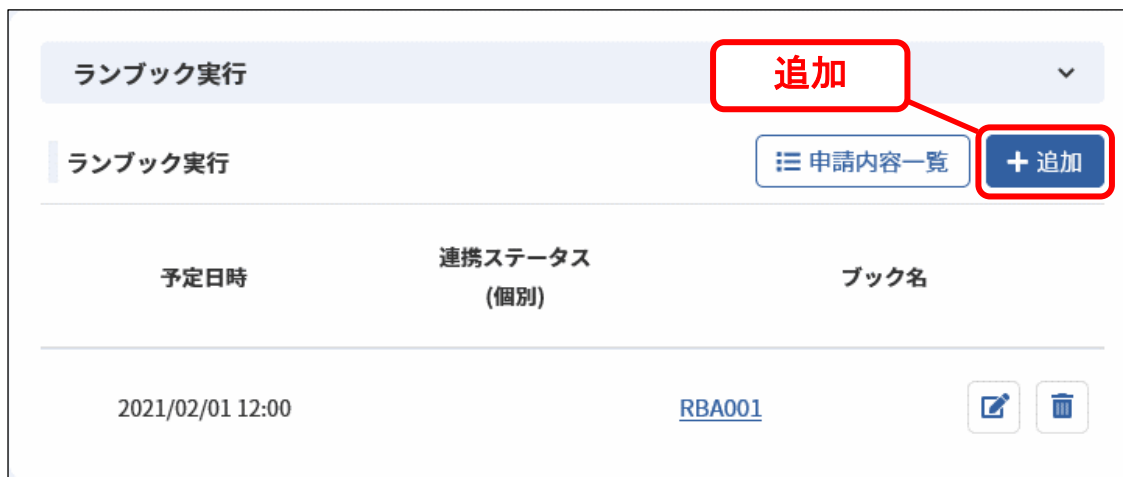 ランブック実行
追加
ランブック実行
申請内容一覧
+ 追加
予定日時
連携ステータス
(個別)
ブック名
2021/02/01 12:00
RBA001